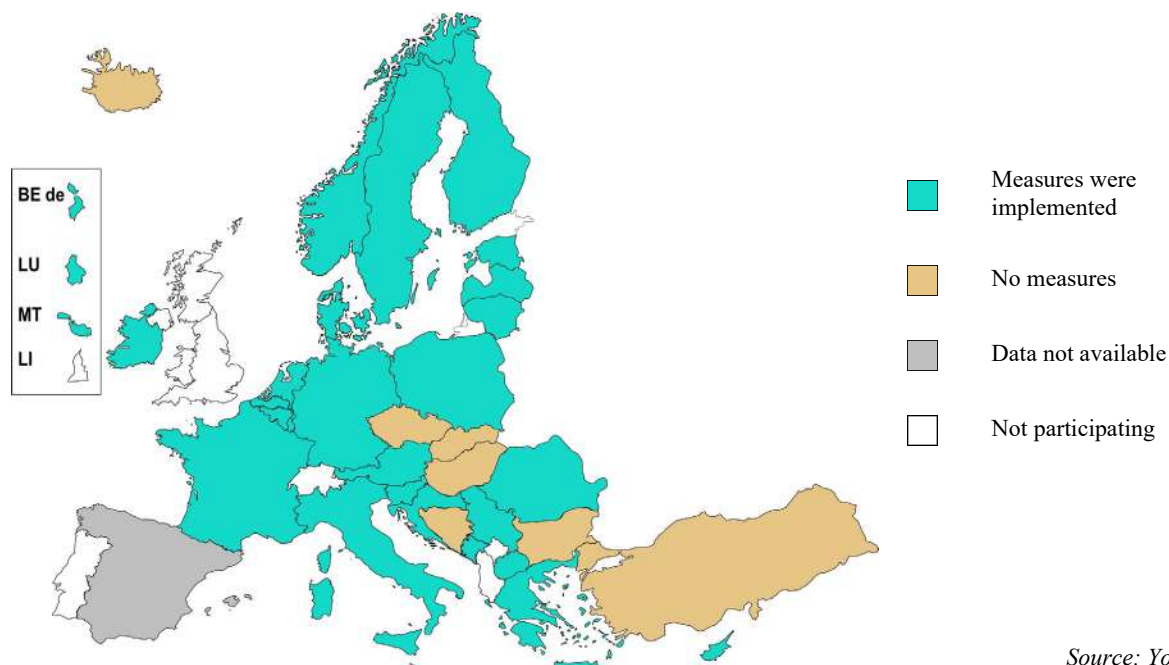 BE de
LU
MT
LI
Measures were
implemented
No measures
Data not available
Not participating
Source: Yo